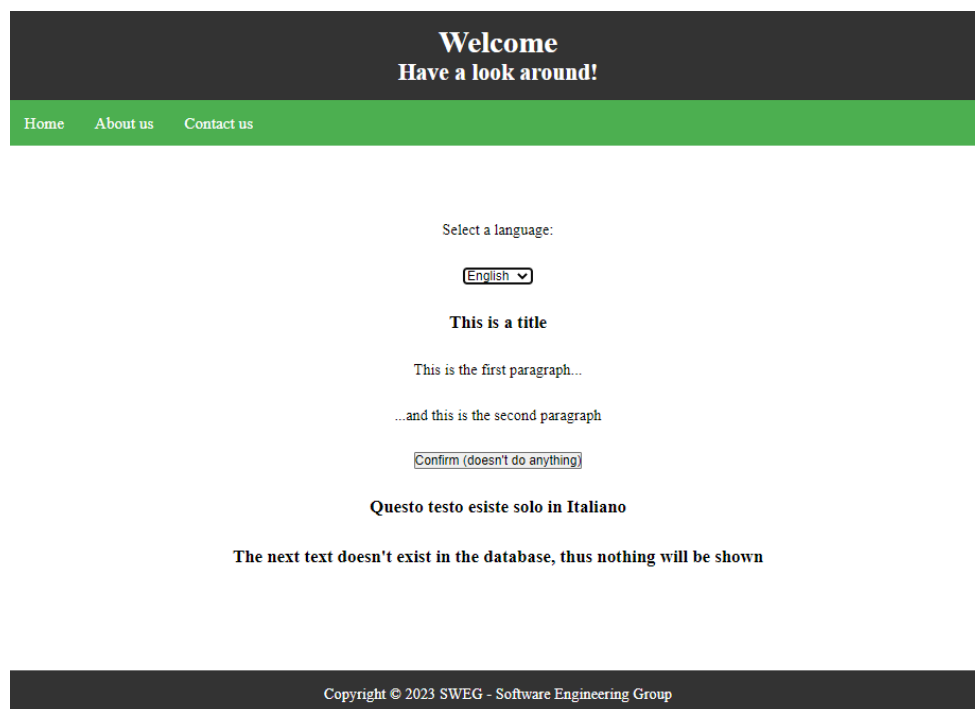 Welcome
Have a look around!
Home About us Contact us
Select a language:
English
This is a title
This is the first paragraph...
...and this is the second paragraph
Confirm (doesn't do anything)
Questo testo esiste solo in Italiano
The next text doesn't exist in the database, thus nothing will be shown
Copyright © 2023 SWEG - Software Engineering Group